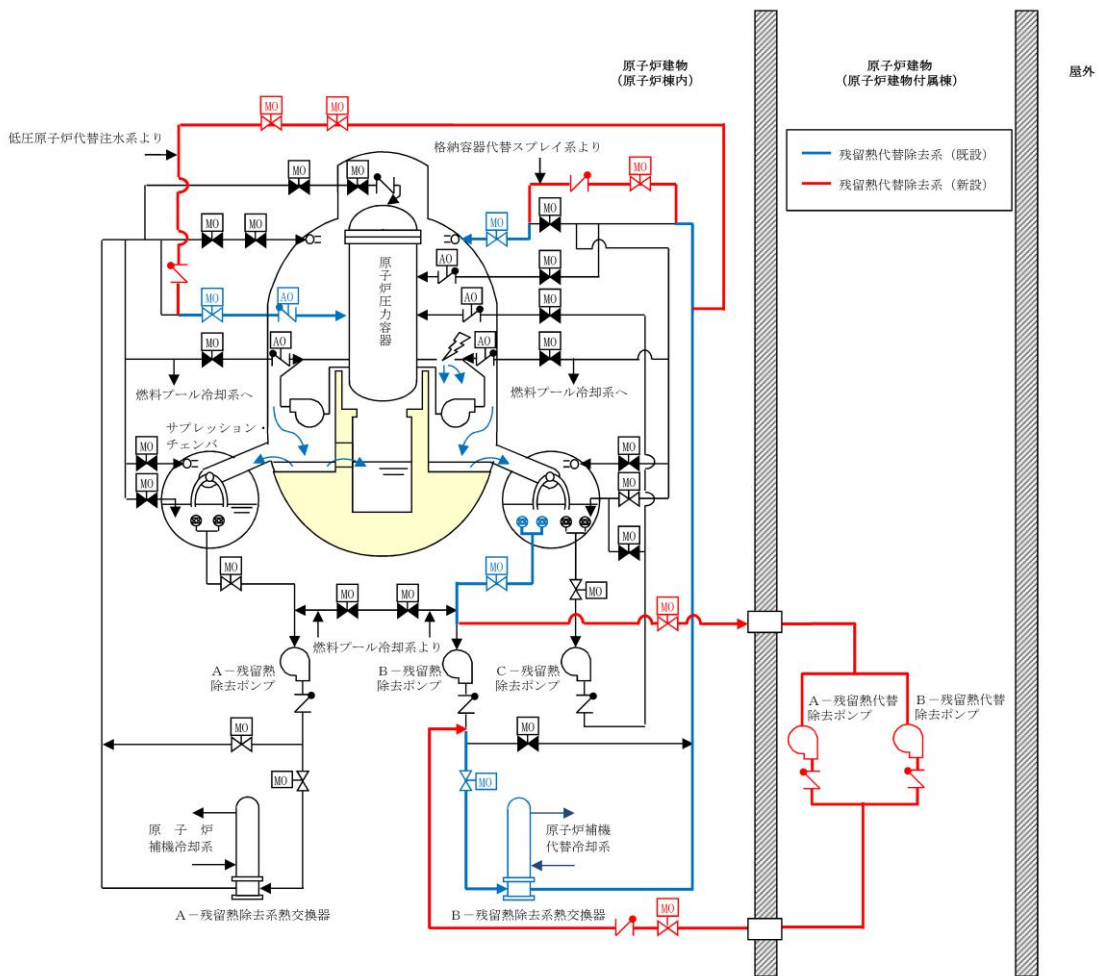 原子炉建物
(原子炉棟内)
原子炉建物
(原子炉建物付属棟)
屋外
残留熱代替除去系（既設）
残留熱代替除去系（新設）
MO
MO
低圧原子炉代替注水系より
格納容器代替スプレイ系より
MO
MO
MO
MO
MO
MO
MO
MO
AO
MO
原子炉圧力容器
MO
AO
AO
MO
MO
AO
AO
MO
燃料プール冷却系へ
燃料プール冷却系へ
サプレッション・
チェンバ
MO
MO
MO
MO
MO
MO
MO
MO
MO
MO
MO
燃料プール冷却系より
MO
A－残留熱
除去ポンプ
B－残留熱
除去ポンプ
C－残留熱
除去ポンプ
A－残留熱代替
除去ポンプ
B－残留熱代替
除去ポンプ
MO
MO
MO
MO
原子炉
補機冷却系
原子炉補機
代替冷却系
A－残留熱除去系熱交換器
B－残留熱除去系熱交換器
MO